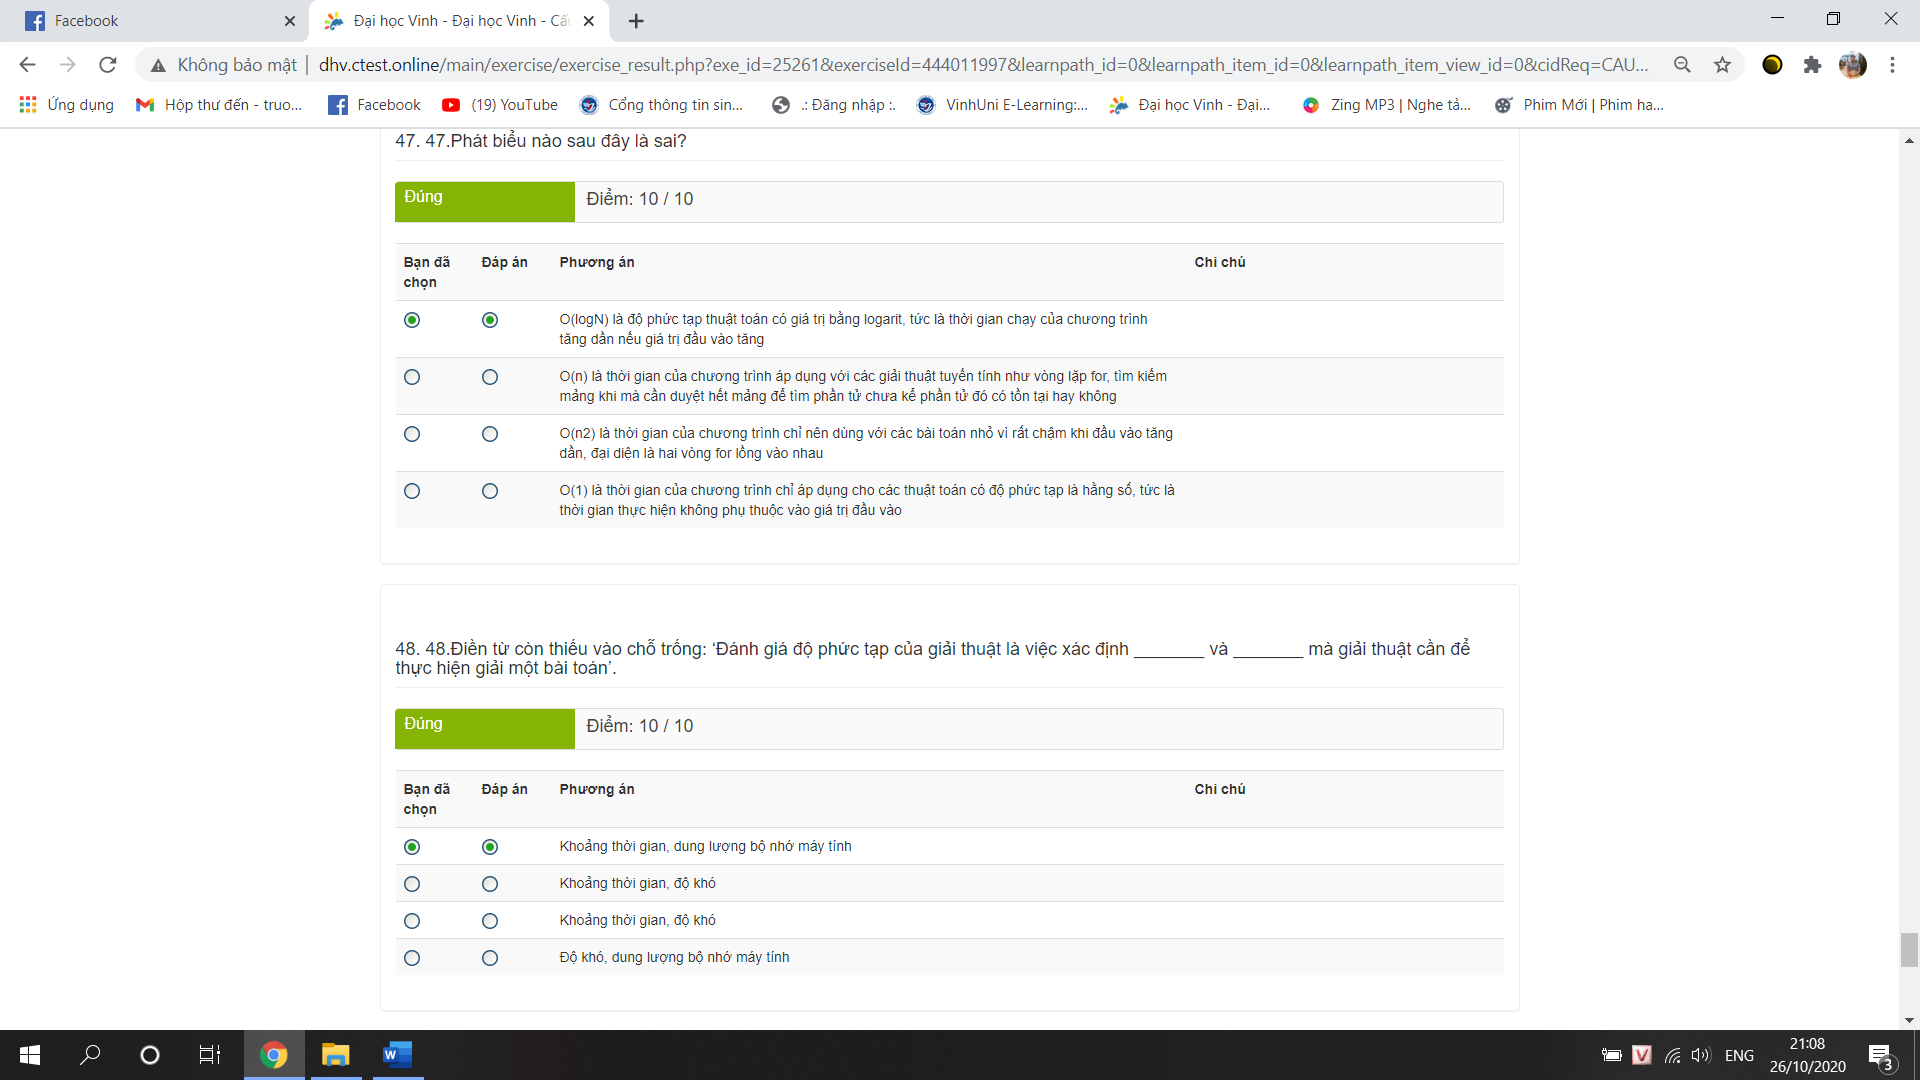 Facebook
Đại học Vinh - Đại học Vinh - Cấu
Không bảo mật | dhv.ctest.online/main/exercise/exercise_result.php?exe_id=25261&exerciseId=444011997&learnpath_id=0&learnpath_item_id=0&learnpath_item_view_id=0&cidReq=CAU...
Ứng dụng Hộp thư đến - truo... Facebook (19) YouTube Cổng thông tin sin... .: Đăng nhập :. VinhUni E-Learning:... Đại học Vinh - Đại... Zing MP3 | Nghe tả... Phim Mới | Phim ha...
47. 47.Phát biểu nào sau đây là sai?
Đúng Điểm: 10 / 10
Bạn đã chọn Đáp án Phương án Chi chú
O(logN) là độ phức tạp thuật toán có giá trị bằng logarit, tức là thời gian chạy của chương trình
tăng dần nếu giá trị đầu vào tăng
O(n) là thời gian của chương trình áp dụng với các giải thuật tuyến tính như vòng lặp for, tìm kiếm
mảng khi mà cần duyệt hết mảng để tìm phần tử chưa kể phần tử đó có tồn tại hay không
O(n2) là thời gian của chương trình chỉ nên dùng với các bài toán nhỏ vì rất chậm khi đầu vào tăng
dần, đại diện là hai vòng for lồng vào nhau
O(1) là thời gian của chương trình chỉ áp dụng cho các thuật toán có độ phức tạp là hằng số, tức là
thời gian thực hiện không phụ thuộc vào giá trị đầu vào
48. 48.Điền từ còn thiếu vào chỗ trống: ‘Đánh giá độ phức tạp của giải thuật là việc xác định _______ và _______ mà giải thuật cần để
thực hiện giải một bài toán’.
Đúng Điểm: 10 / 10
Bạn đã chọn Đáp án Phương án Chi chú
Khoảng thời gian, dung lượng bộ nhớ máy tính
Khoảng thời gian, độ khó
Khoảng thời gian, độ khó
Độ khó, dung lượng bộ nhớ máy tính
ENG
21:08
26/10/2020
3